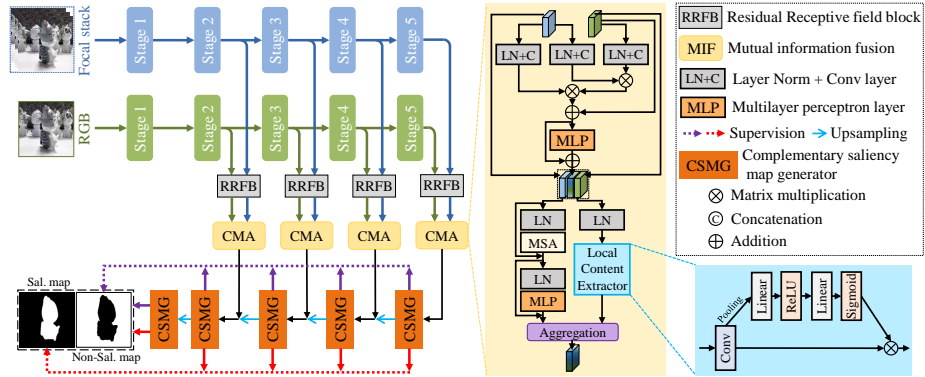 Focal stack
Stage 1
Stage 2
Stage 3
Stage 4
Stage 5
RGB
Stage 1
Stage 2
Stage 3
Stage 4
Stage 5
RRFB
RRFB
RRFB
RRFB
CMA
CMA
CMA
CMA
Sal. map
Non-Sal. map
CSMG
CSMG
CSMG
CSMG
CSMG
LN+C
LN+C
LN+C
MLP
LN
MSA
LN
MLP
LN
Local
Content
Extractor
Aggregation
RRFB
Residual Receptive field block
MIF
Mutual information fusion
LN+C
Layer Norm + Conv layer
MLP
Multilayer perceptron layer
Supervision
Upsampling
CSMG
Complementary saliency
map generator
Matrix multiplication
C
Concatenation
Addition
Conv
Pooling
Linear
ReLU
Linear
Sigmoid